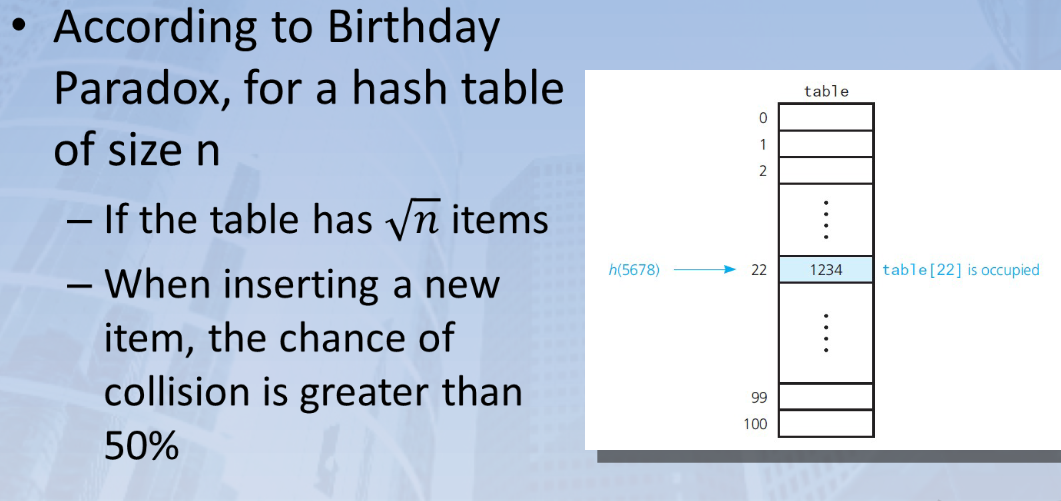 • According to Birthday
Paradox, for a hash table
of size n
– If the table has √n items
– When inserting a new
item, the chance of
collision is greater than
50%
table
0
1
2
h(5678)
22
1234
table[22] is occupied
99
100